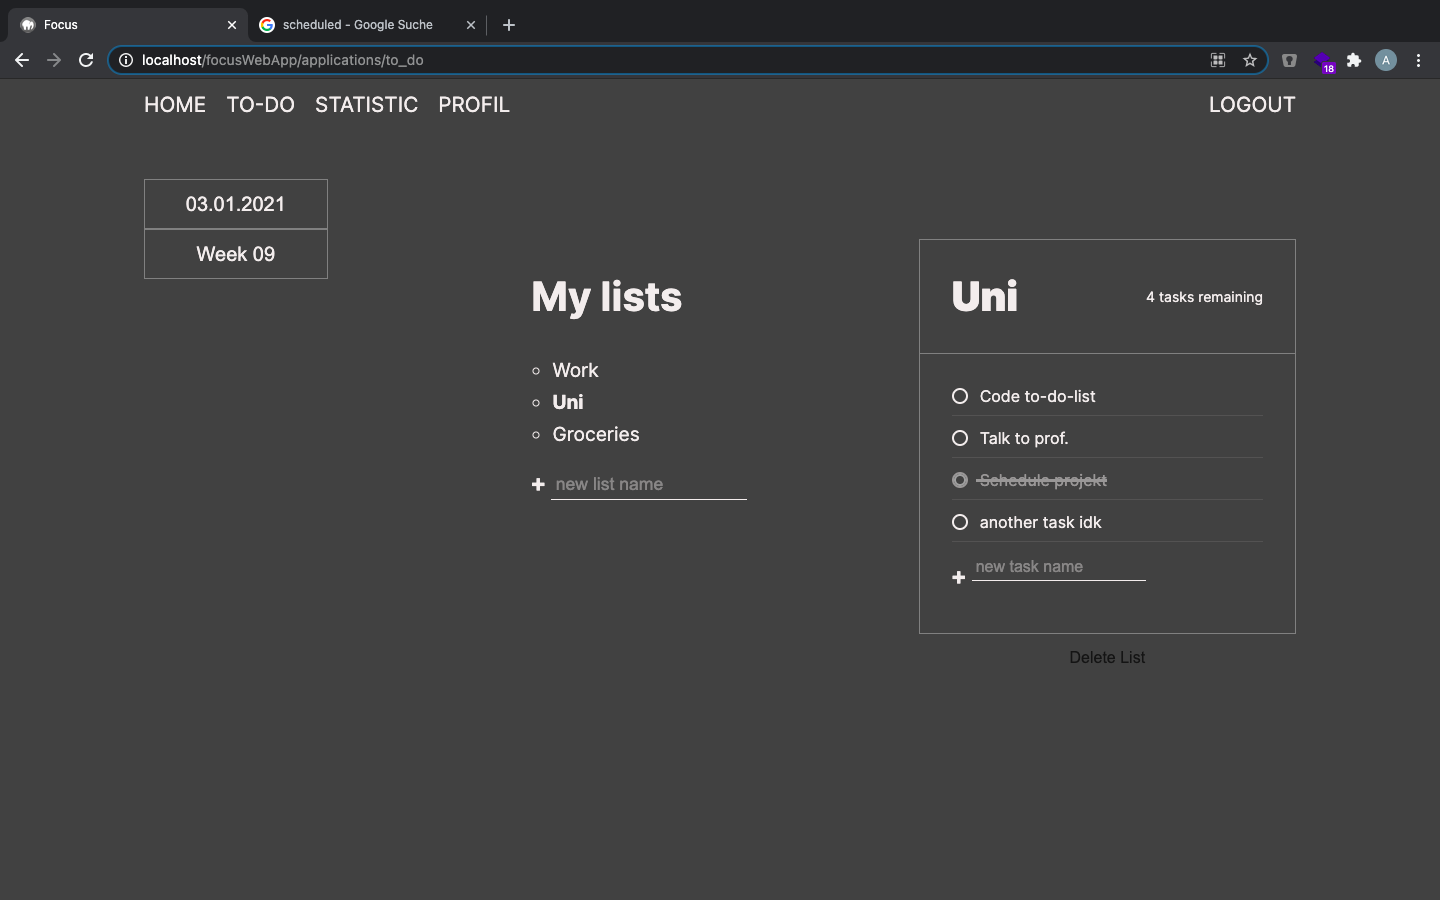 Focus
scheduled - Google Suche
localhost/focusWebApp/applications/to_do
18
A
HOME TO-DO STATISTIC PROFIL LOGOUT
03.01.2021
Week 09
My lists
Work
Uni
Groceries
new list name
Uni
4 tasks remaining
Code to-do-list
Talk to prof.
Schedule projekt
another task idk
new task name
Delete List